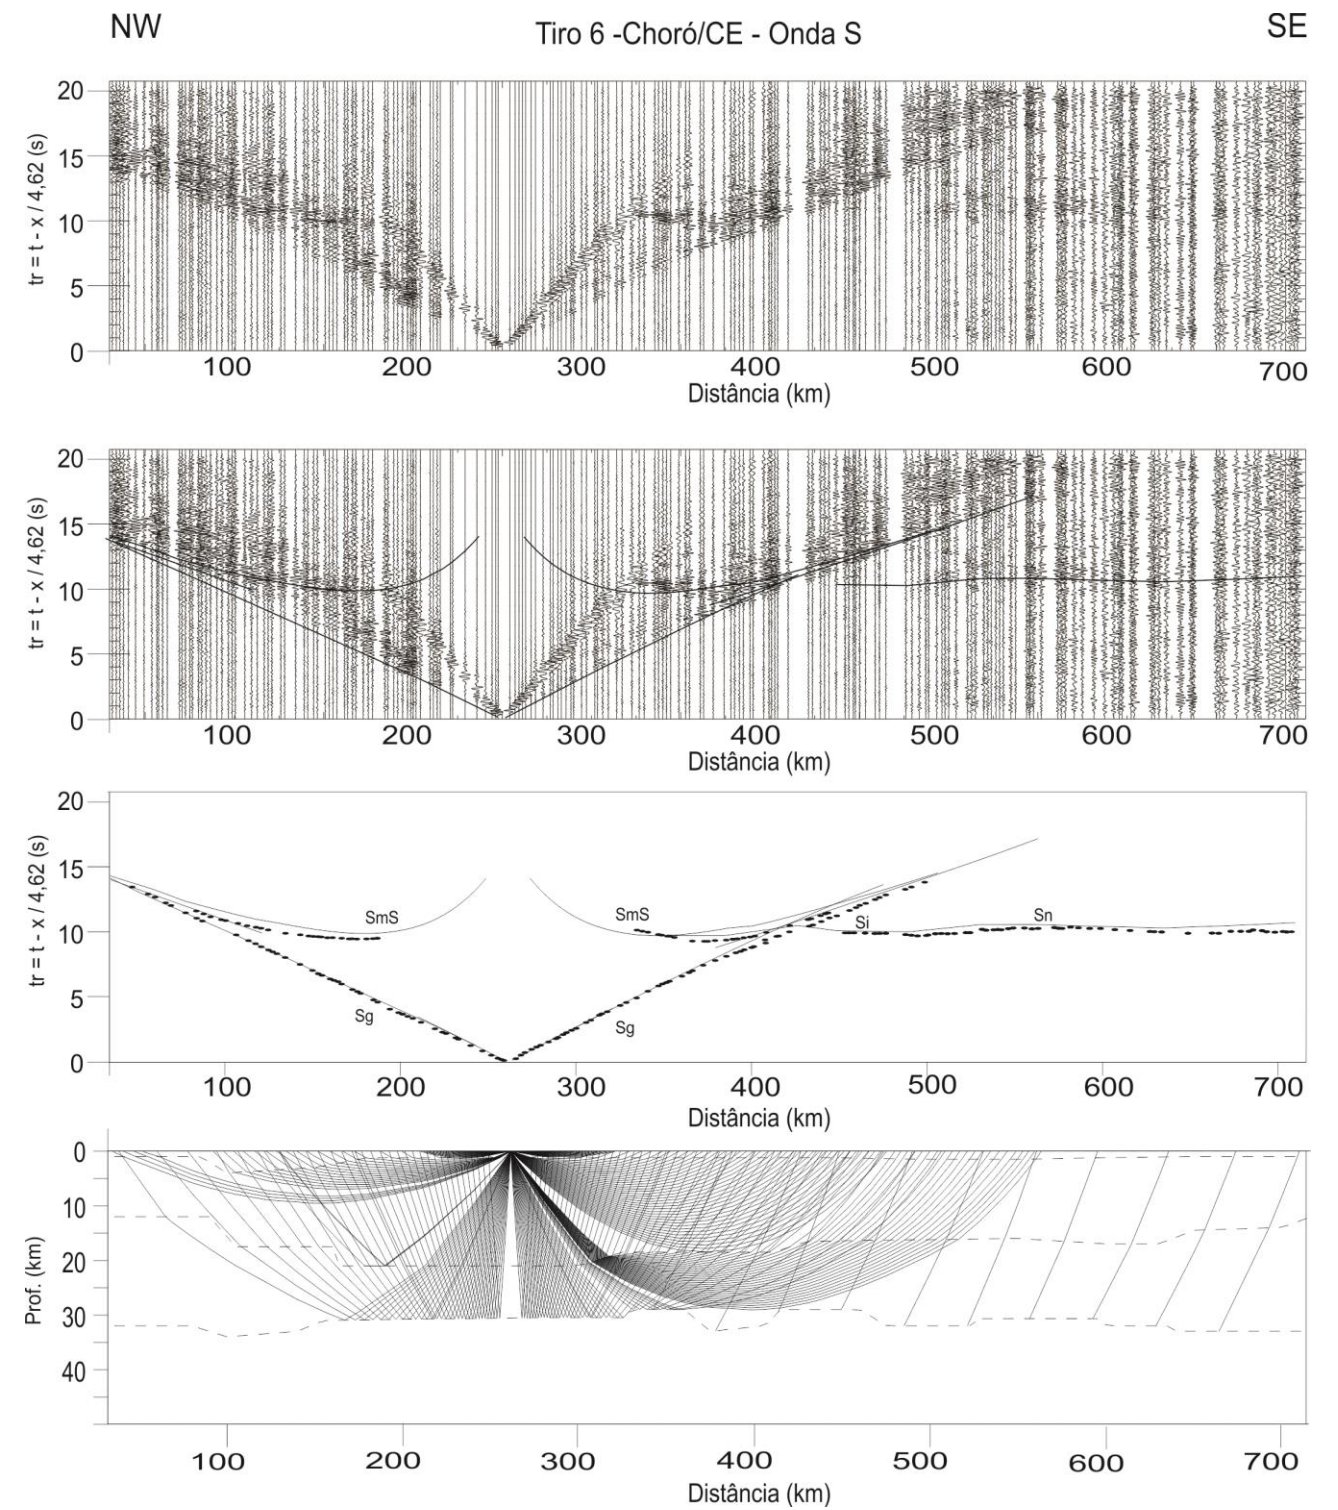 NW
Tiro 6 -Choró/CE - Onda S
SE
20
15
10
5
0
tr = t - x / 4,62 (s)
100 200 300 400 500 600 700
Distância (km)
20
15
10
5
0
tr = t - x / 4,62 (s)
100 200 300 400 500 600 700
Distância (km)
20
15
10
5
0
tr = t - x / 4,62 (s)
SmS SmS Si Sn
Sg Sg
100 200 300 400 500 600 700
Distância (km)
0
10
20
30
40
Prof. (km)
100 200 300 400 500 600 700
Distância (km)